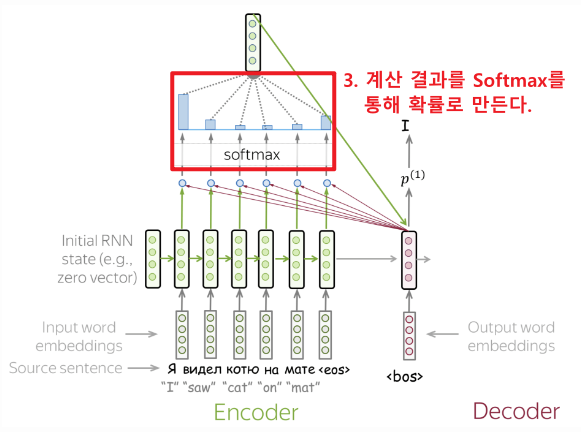 3. 계산 결과를 Softmax를
통해 확률로 만든다.
softmax
I
p⁽¹⁾
Initial RNN
state (e.g.,
zero vector)
Input word
embeddings
Output word
embeddings
Source sentence
Я видел котю на мате <eos>
"I" "saw" "cat" "on" "mat"
<bos>
Encoder
Decoder